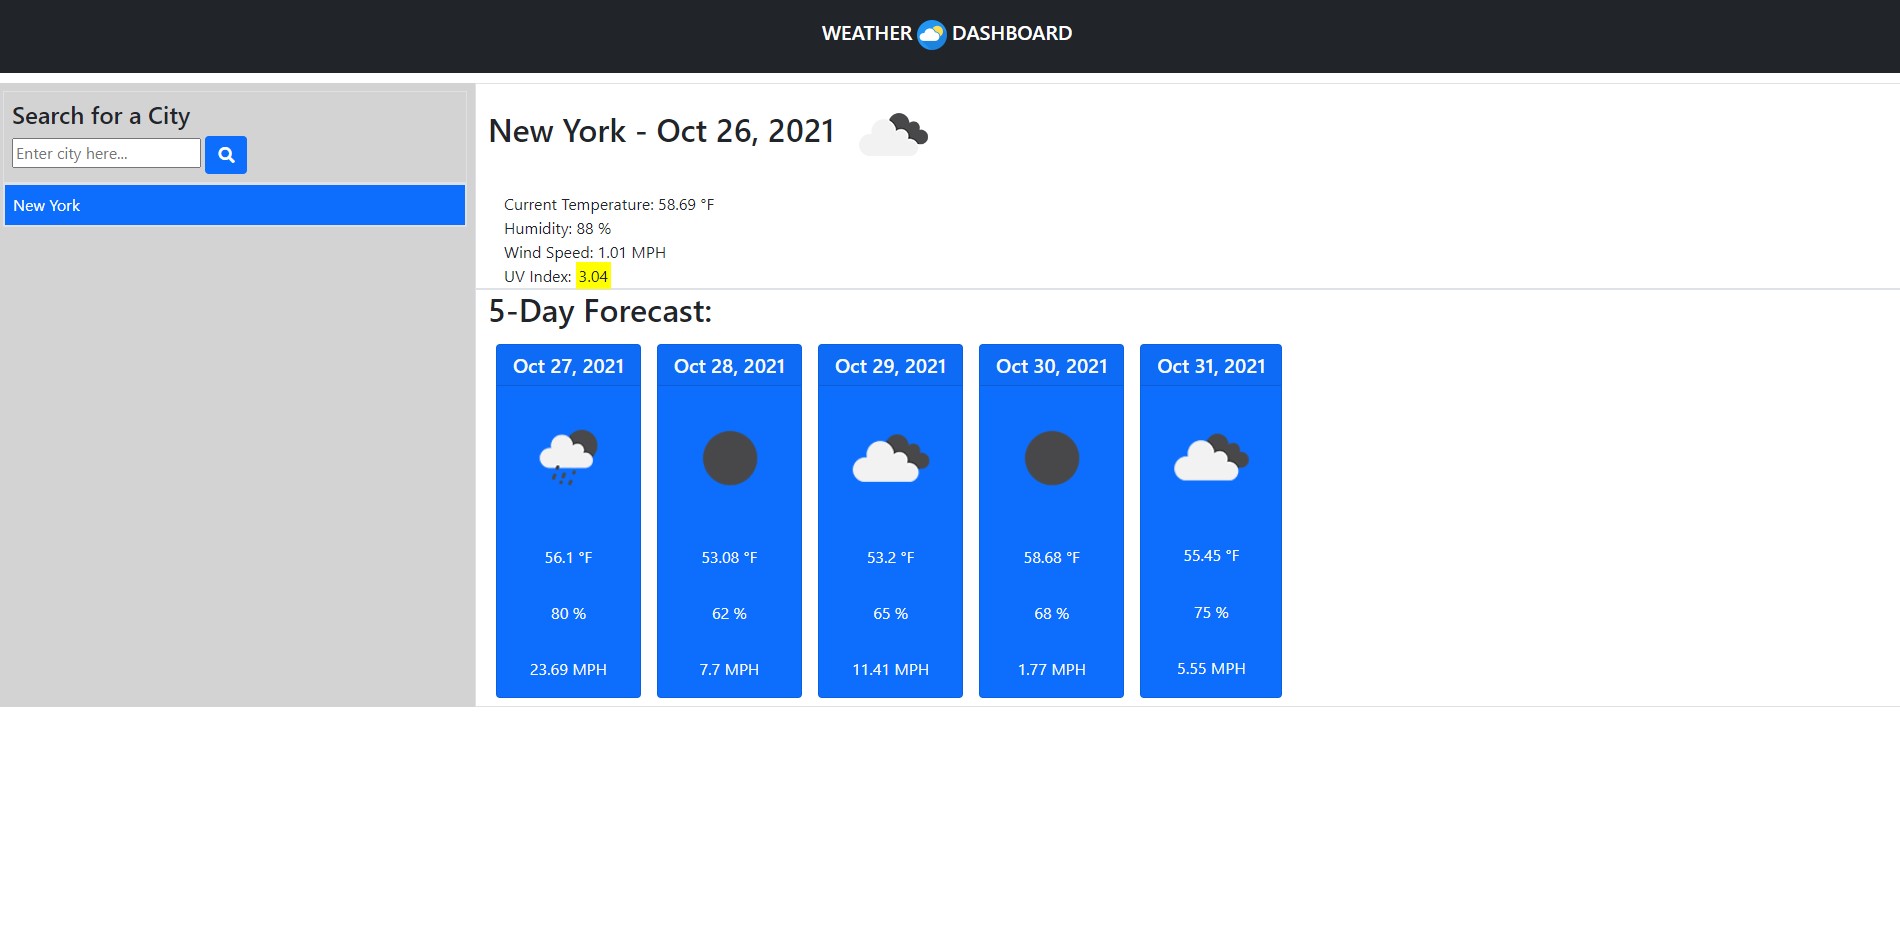 WEATHER DASHBOARD
Search for a City
Enter city here...
New York
New York - Oct 26, 2021
Current Temperature: 58.69 °F
Humidity: 88 %
Wind Speed: 1.01 MPH
UV Index: 3.04
5-Day Forecast:
Oct 27, 2021
56.1 °F
80 %
23.69 MPH
Oct 28, 2021
53.08 °F
62 %
7.7 MPH
Oct 29, 2021
53.2 °F
65 %
11.41 MPH
Oct 30, 2021
58.68 °F
68 %
1.77 MPH
Oct 31, 2021
55.45 °F
75 %
5.55 MPH